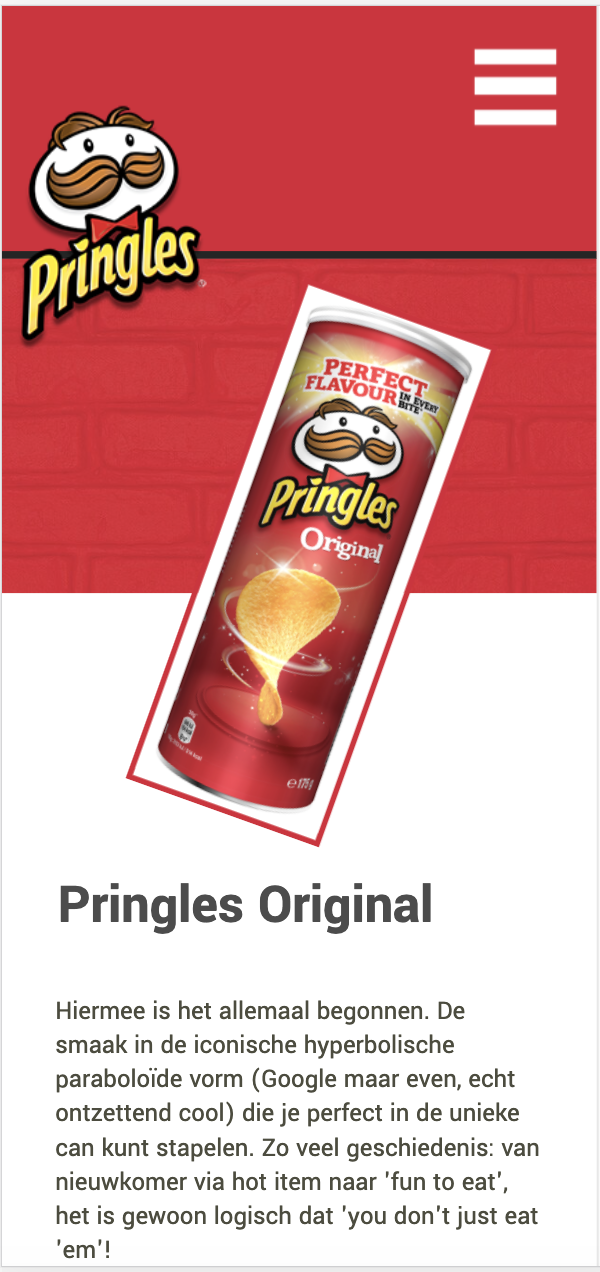 Pringles
PERFECT
FLAVOUR IN EVERY
BITE
Pringles
Original
℮175g
Pringles Original
Hiermee is het allemaal begonnen. De
smaak in de iconische hyperbolische
paraboloïde vorm (Google maar even, echt
ontzettend cool) die je perfect in de unieke
can kunt stapelen. Zo veel geschiedenis: van
nieuwkomer via hot item naar 'fun to eat',
het is gewoon logisch dat 'you don't just eat
'em'!